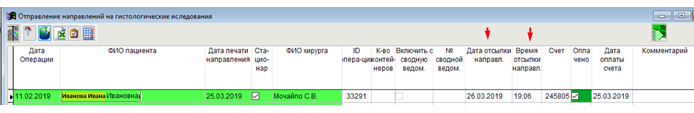 Отправление направлений на гистологические иследования
Дата Операции
ФИО пациента
Дата печати направления
Ста-цио-нар
ФИО хирурга
ID опера-ции
К-во контей-неров
Включить с сводную ведом.
№ сводной ведом.
Дата отсылки направл.
Время отсылки направл.
Счет
Опла чено
Дата оплаты счета
Комментарий
11.02.2019 Иванова Ивана Ивановна 25.03.2019 Мочайло С.В. 33291 26.03.2019 19:06 245805 25.03.2019